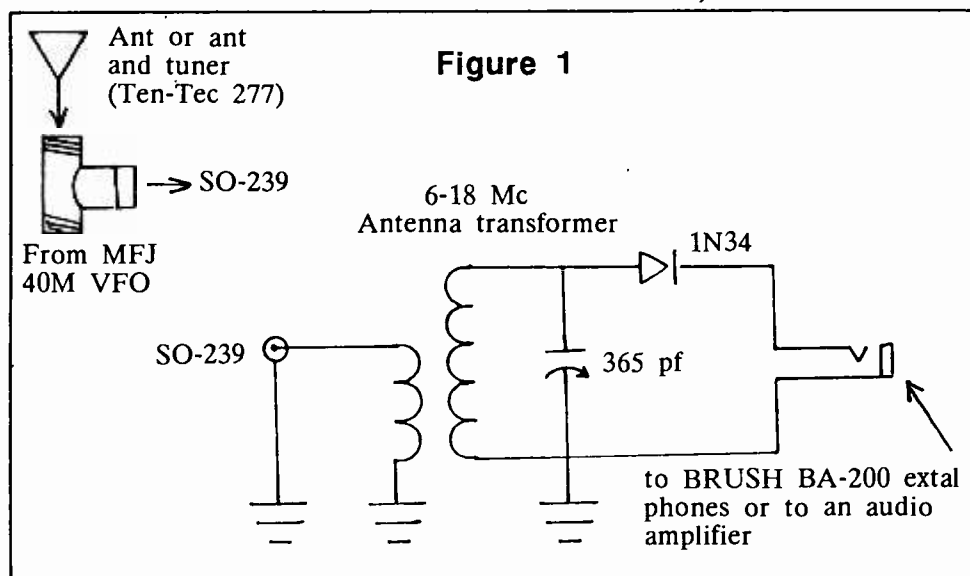 Ant or ant
and tuner
(Ten-Tec 277)
Figure 1
SO-239
From MFJ
40M VFO
6-18 Mc
Antenna transformer
1N34
SO-239
365 pf
to BRUSH BA-200 extal
phones or to an audio
amplifier